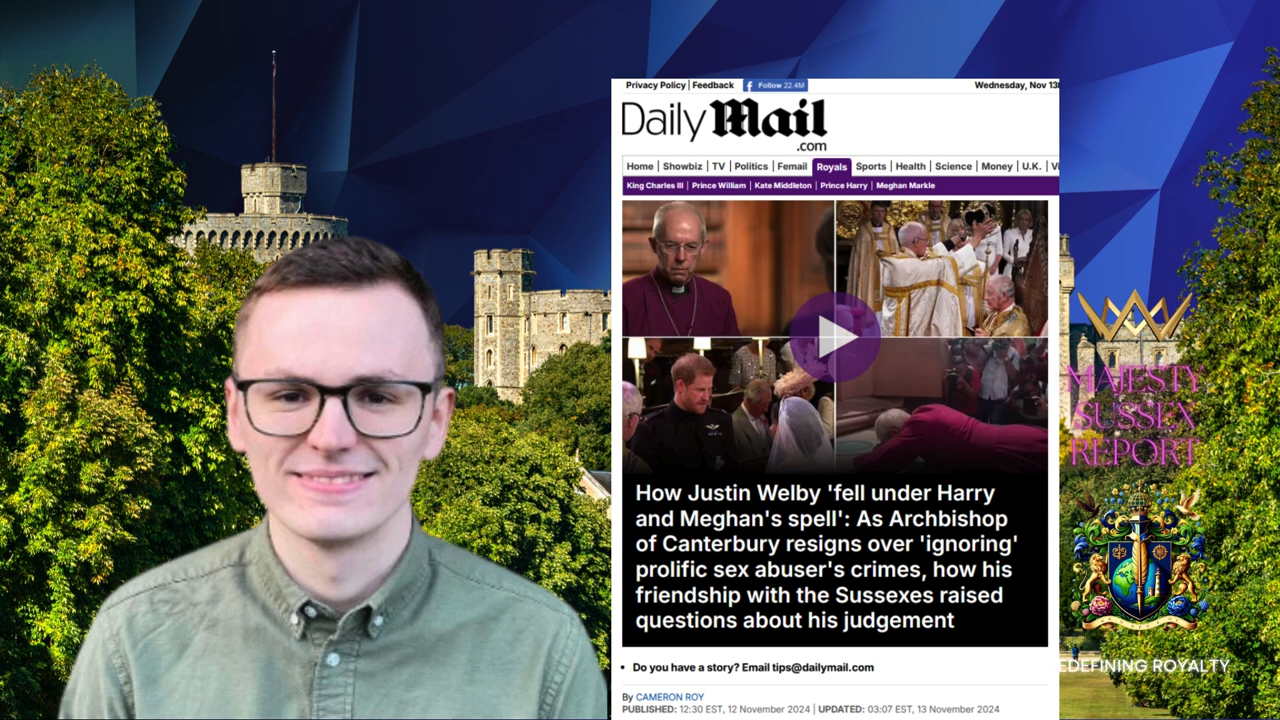 Privacy Policy | Feedback
Follow 22.4M
Wednesday, Nov 13
Daily Mail
.com
Home | Showbiz | TV | Politics | Femail | Royals | Sports | Health | Science | Money | U.K. |
King Charles III | Prince William | Kate Middleton | Prince Harry | Meghan Markle
How Justin Welby 'fell under Harry
and Meghan's spell': As Archbishop
of Canterbury resigns over 'ignoring'
prolific sex abuser's crimes, how his
friendship with the Sussexes raised
questions about his judgement
• Do you have a story? Email tips@dailymail.com
By CAMERON ROY
PUBLISHED: 12:30 EST, 12 November 2024 | UPDATED: 03:07 EST, 13 November 2024
MAJESTY
SUSSEX
REPORT
EDEFINING ROYALTY